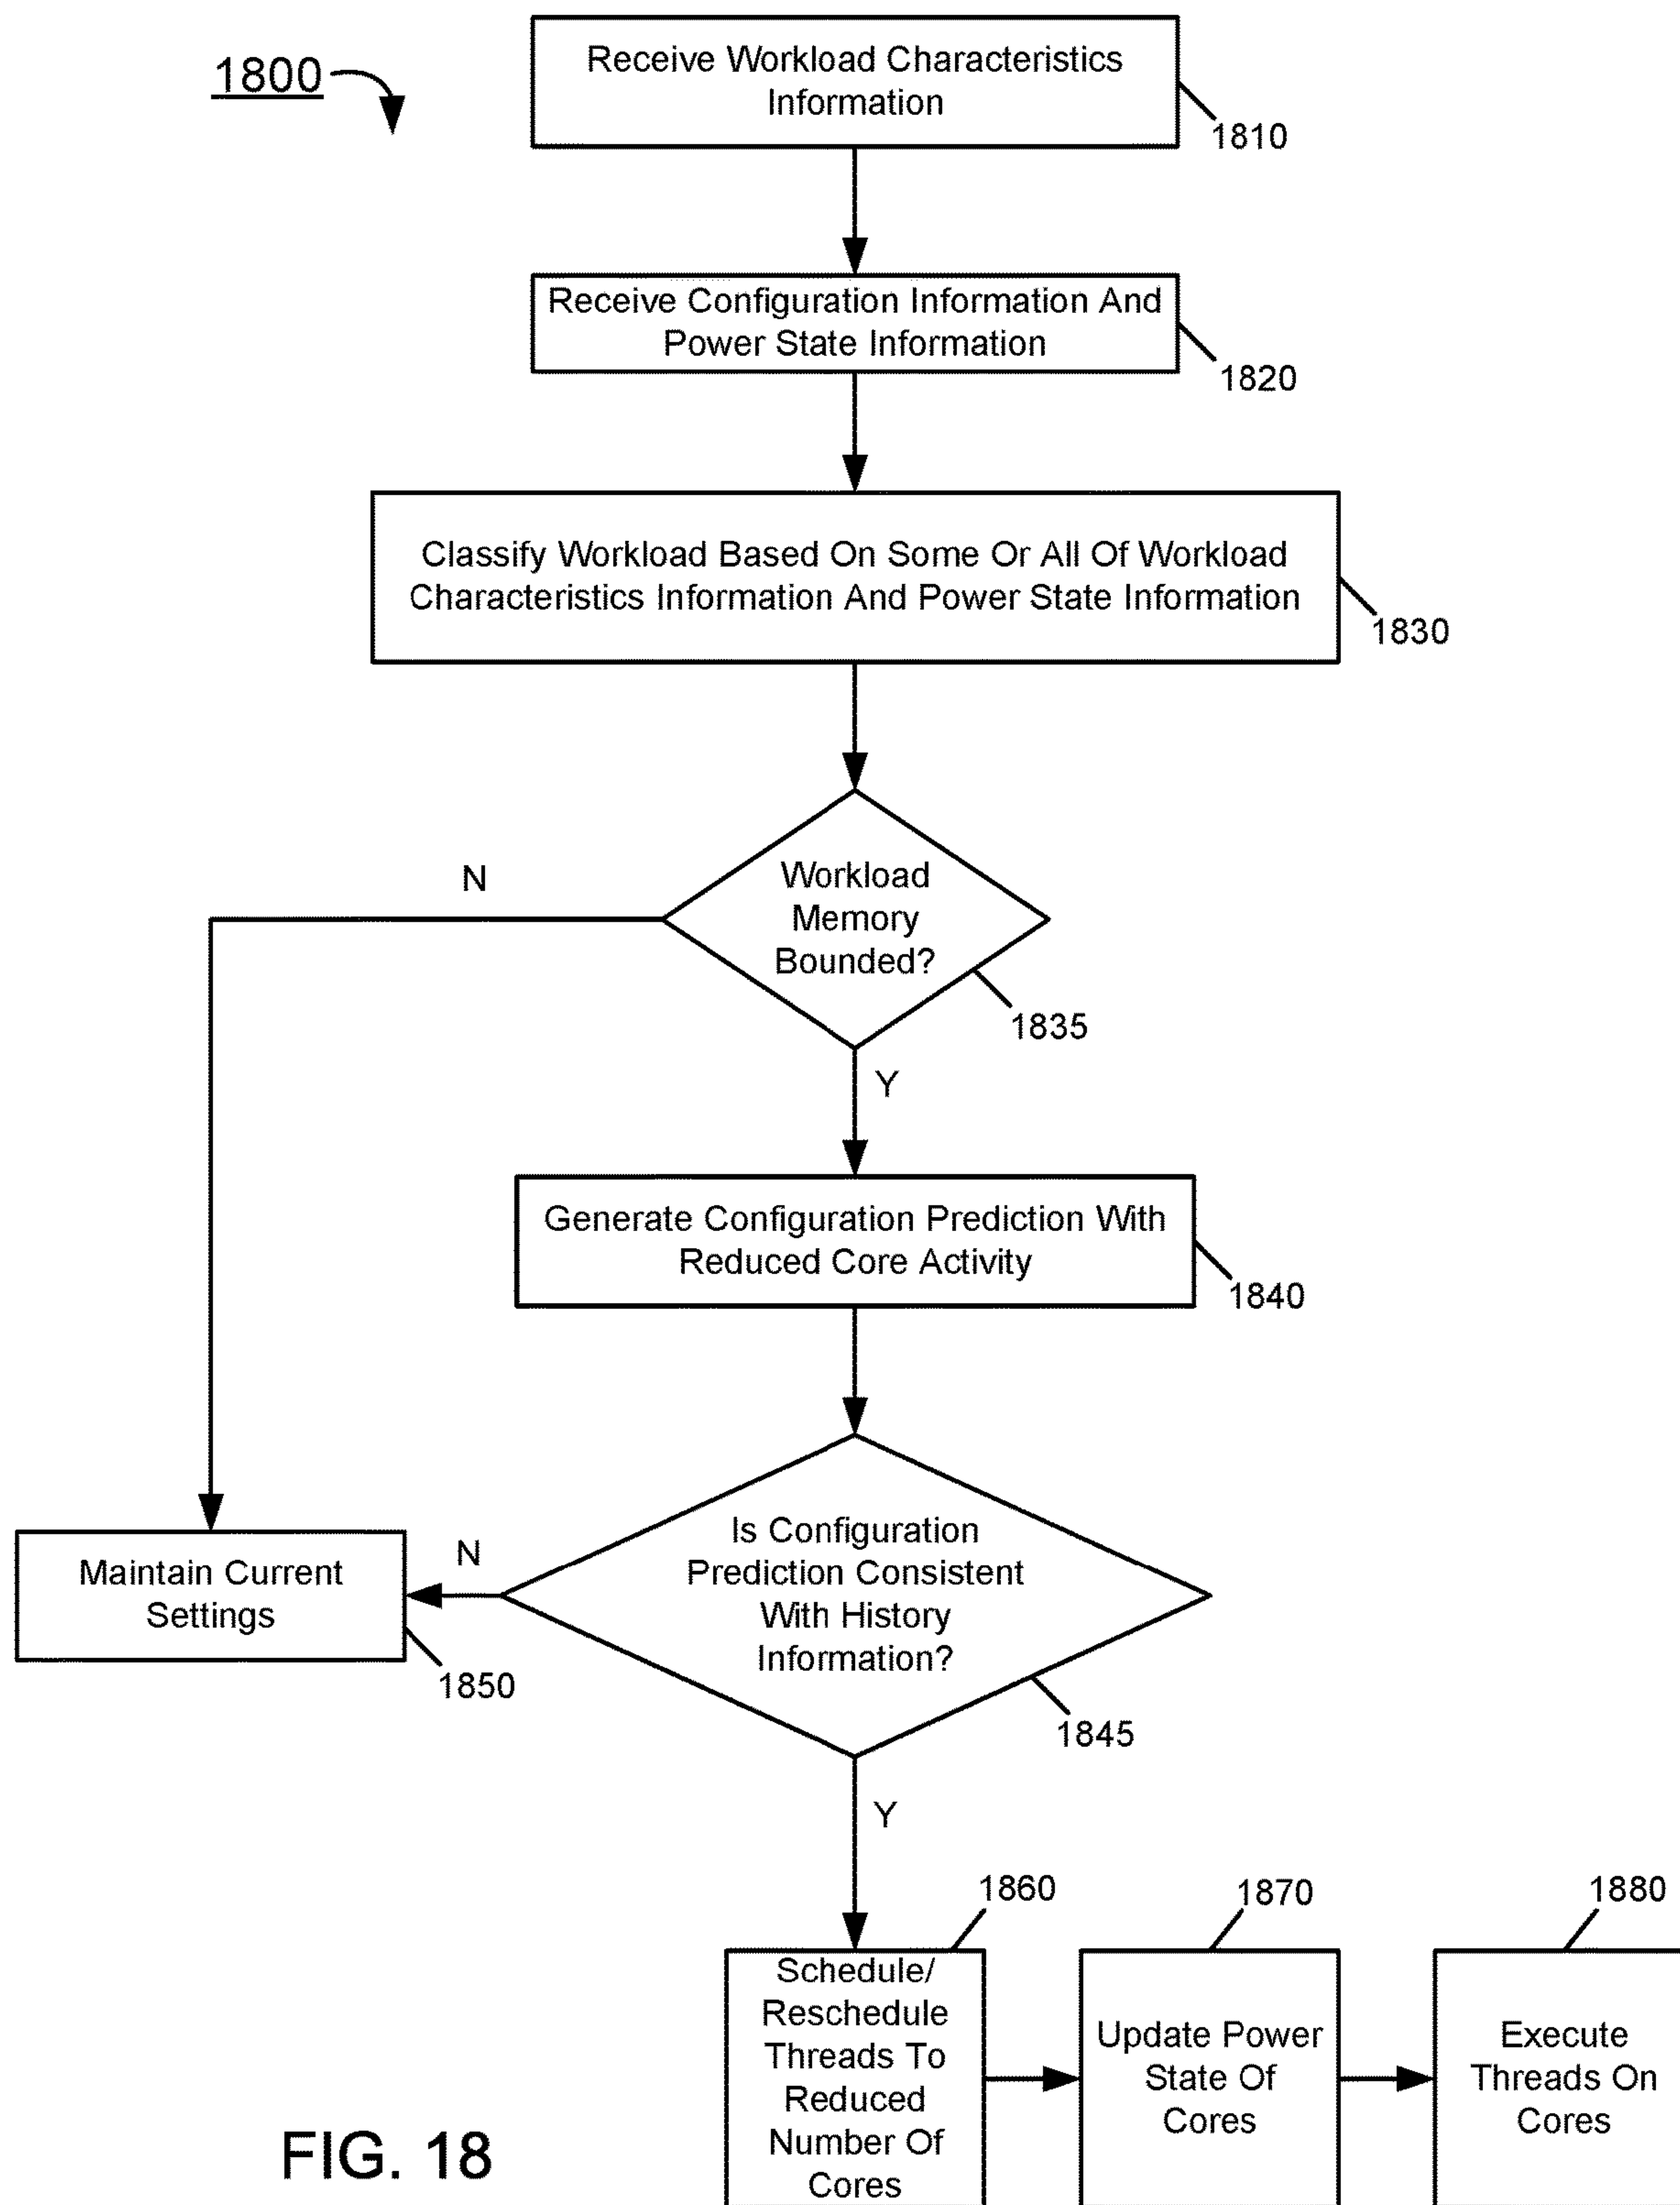 1800
Receive Workload Characteristics
Information
1810
Receive Configuration Information And
Power State Information
1820
Classify Workload Based On Some Or All Of Workload
Characteristics Information And Power State Information
1830
N
Workload
Memory
Bounded?
1835
Y
Generate Configuration Prediction With
Reduced Core Activity
1840
Is Configuration
Prediction Consistent
With History
Information?
1845
N
Maintain Current
Settings
1850
Y
1860
Schedule/
Reschedule
Threads To
Reduced
Number Of
Cores
1870
Update Power
State Of
Cores
1880
Execute
Threads On
Cores
FIG. 18